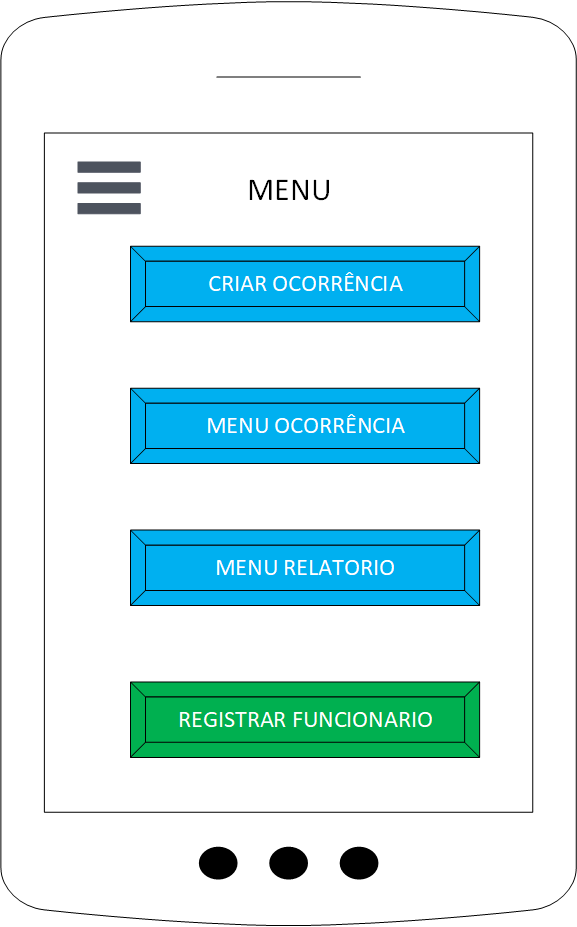 MENU
CRIAR OCORRÊNCIA
MENU OCORRÊNCIA
MENU RELATORIO
REGISTRAR FUNCIONARIO